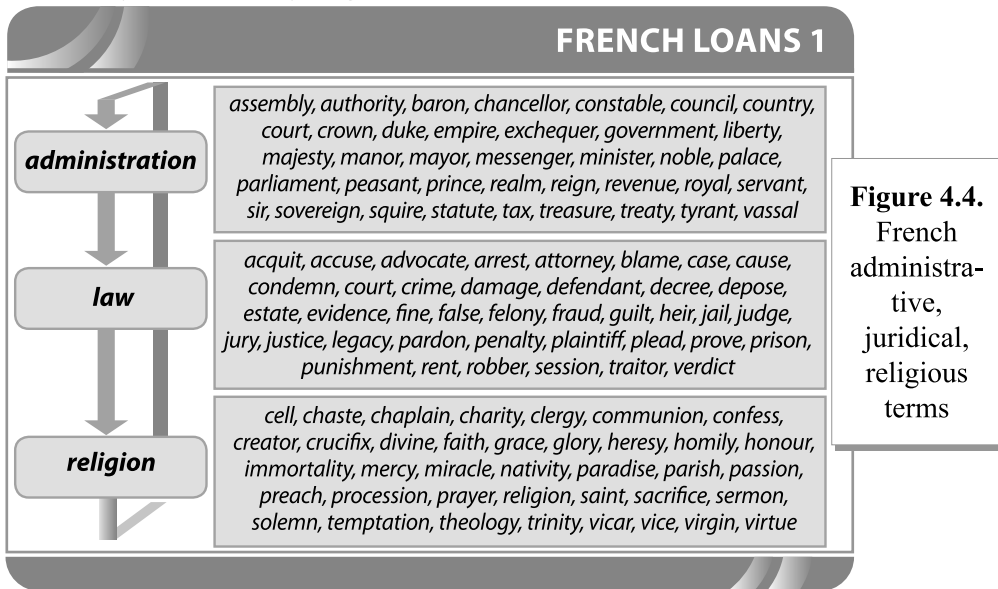 FRENCH LOANS 1
administration
assembly, authority, baron, chancellor, constable, council, country,
court, crown, duke, empire, exchequer, government, liberty,
majesty, manor, mayor, messenger, minister, noble, palace,
parliament, peasant, prince, realm, reign, revenue, royal, servant,
sir, sovereign, squire, statute, tax, treasure, treaty, tyrant, vassal
law
acquit, accuse, advocate, arrest, attorney, blame, case, cause,
condemn, court, crime, damage, defendant, decree, depose,
estate, evidence, fine, false, felony, fraud, guilt, heir, jail, judge,
jury, justice, legacy, pardon, penalty, plaintiff, plead, prove, prison,
punishment, rent, robber, session, traitor, verdict
religion
cell, chaste, chaplain, charity, clergy, communion, confess,
creator, crucifix, divine, faith, grace, glory, heresy, homily, honour,
immortality, mercy, miracle, nativity, paradise, parish, passion,
preach, procession, prayer, religion, saint, sacrifice, sermon,
solemn, temptation, theology, trinity, vicar, vice, virgin, virtue
Figure 4.4.
French
administra-
tive,
juridical,
religious
terms